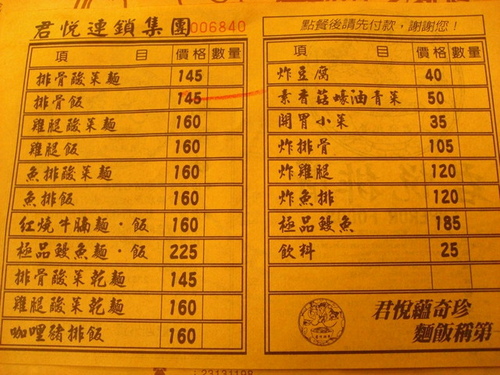 君悅連鎖集團 006840
項 目 價格 數量
排骨酸菜麵 145
排骨飯 145
雞腿酸菜麵 160
雞腿飯 160
魚排酸菜麵 160
魚排飯 160
紅燒牛腩麵·飯 160
極品鰻魚麵·飯 225
排骨酸菜乾麵 145
雞腿酸菜乾麵 160
咖哩豬排飯 160
點餐後請先付款,謝謝您!
項 目 價格 數量
炸豆腐 40
素香菇蠔油青菜 50
開胃小菜 35
炸排骨 105
炸雞腿 120
炸魚排 120
極品鰻魚 185
飲料 25
君悅蘊奇珍
麵飯稱第